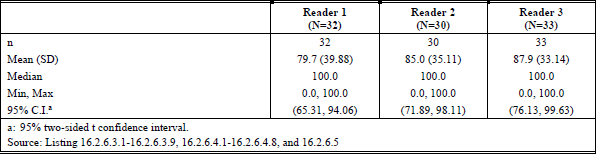 Reader 1 Reader 2 Reader 3
(N=32) (N=30) (N=33)
n 32 30 33
Mean (SD) 79.7 (39.88) 85.0 (35.11) 87.9 (33.14)
Median 100.0 100.0 100.0
Min, Max 0.0, 100.0 0.0, 100.0 0.0, 100.0
95% C.I.a (65.31, 94.06) (71.89, 98.11) (76.13, 99.63)
a: 95% two-sided t confidence interval.
Source: Listing 16.2.6.3.1-16.2.6.3.9, 16.2.6.4.1-16.2.6.4.8, and 16.2.6.5